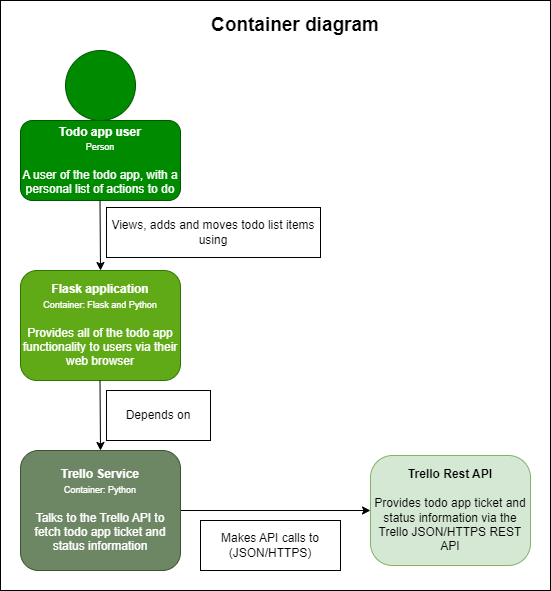 Container diagram
Todo app user
Person
A user of the todo app, with a
personal list of actions to do
Views, adds and moves todo list items
using
Flask application
Container: Flask and Python
Provides all of the todo app
functionality to users via their
web browser
Depends on
Trello Service
Container: Python
Talks to the Trello API to
fetch todo app ticket and
status information
Makes API calls to
(JSON/HTTPS)
Trello Rest API
Provides todo app ticket and
status information via the
Trello JSON/HTTPS REST
API